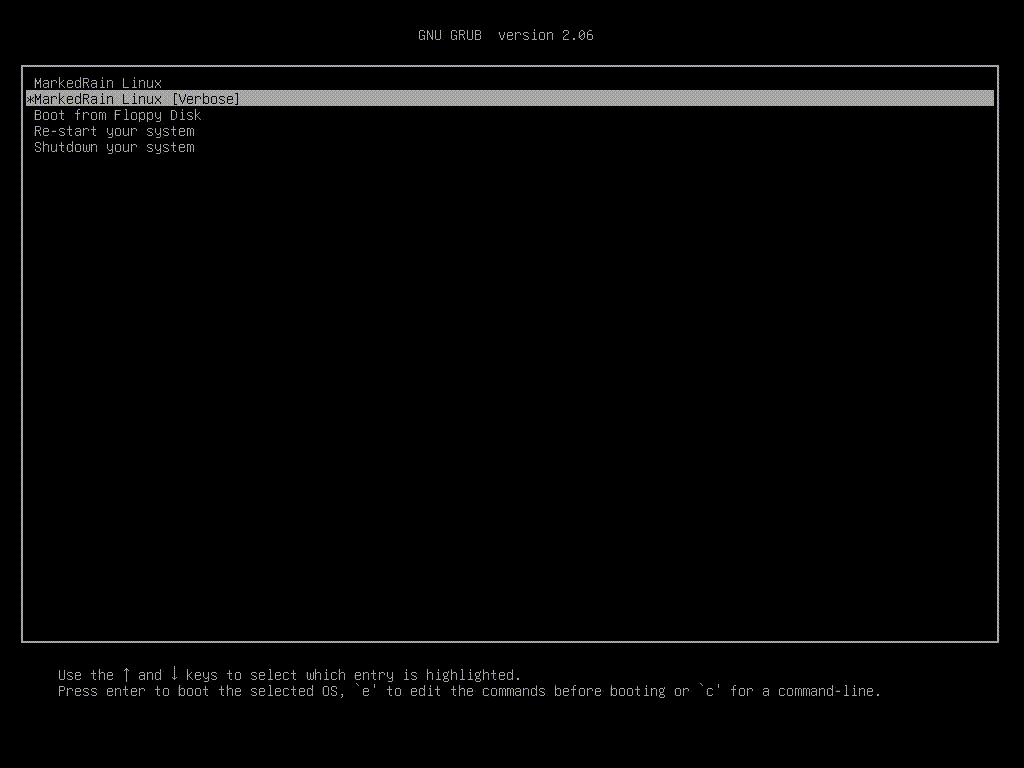 GNU GRUB  version 2.06
MarkedRain Linux
*MarkedRain Linux [Verbose]
Boot from Floppy Disk
Re-start your system
Shutdown your system
Use the ↑ and ↓ keys to select which entry is highlighted.
Press enter to boot the selected OS, `e' to edit the commands before booting or `c' for a command-line.